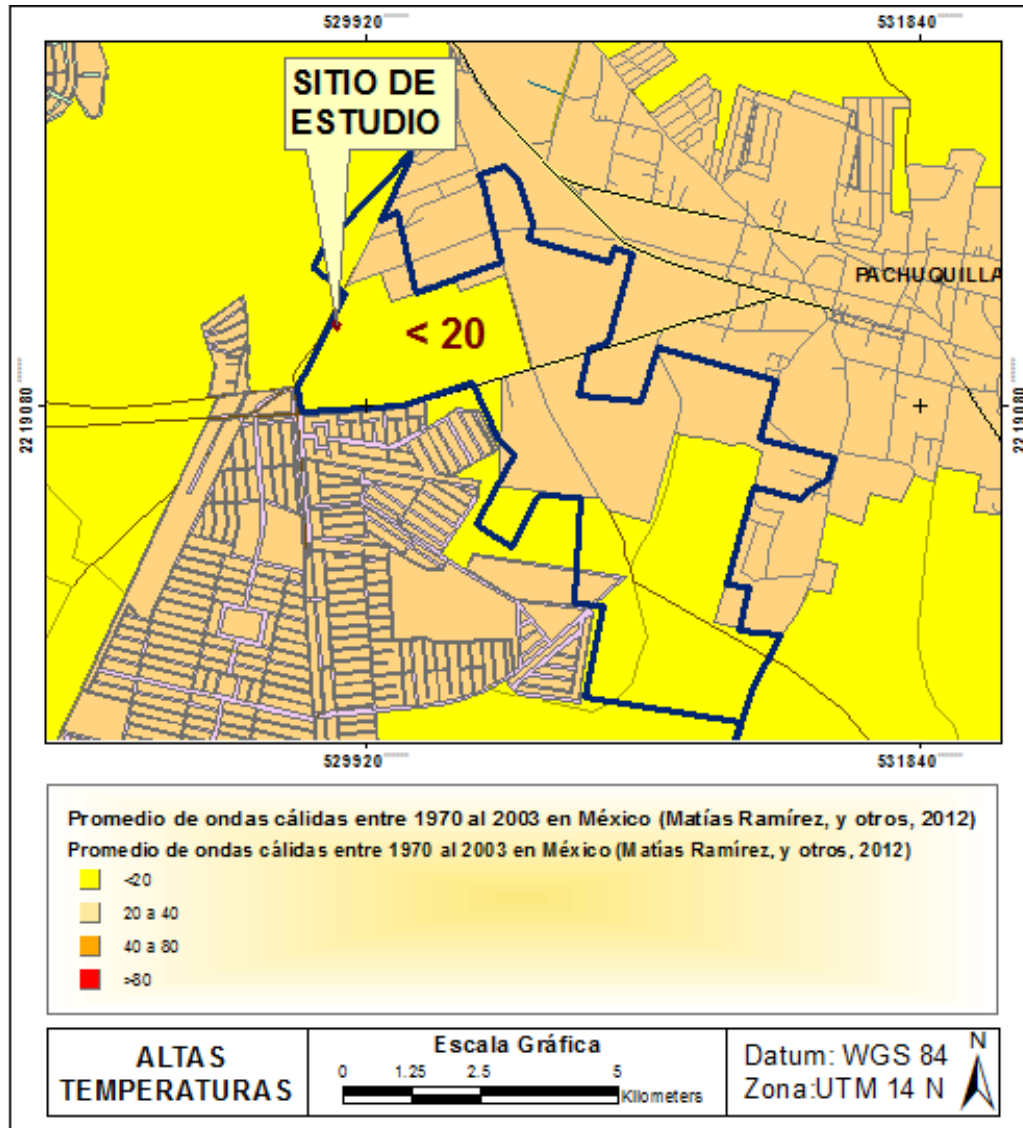 529920
531840
SITIO DE
ESTUDIO
PACHUQUILLA
< 20
2219080
2219080
529920
531840
Promedio de ondas cálidas entre 1970 al 2003 en México (Matías Ramírez, y otros, 2012)
Promedio de ondas cálidas entre 1970 al 2003 en México (Matías Ramírez, y otros, 2012)
<20
20 a 40
40 a 80
>80
ALTAS
TEMPERATURAS
Escala Gráfica
0 1.25 2.5 5
Kilometers
Datum: WGS 84
Zona:UTM 14 N
N